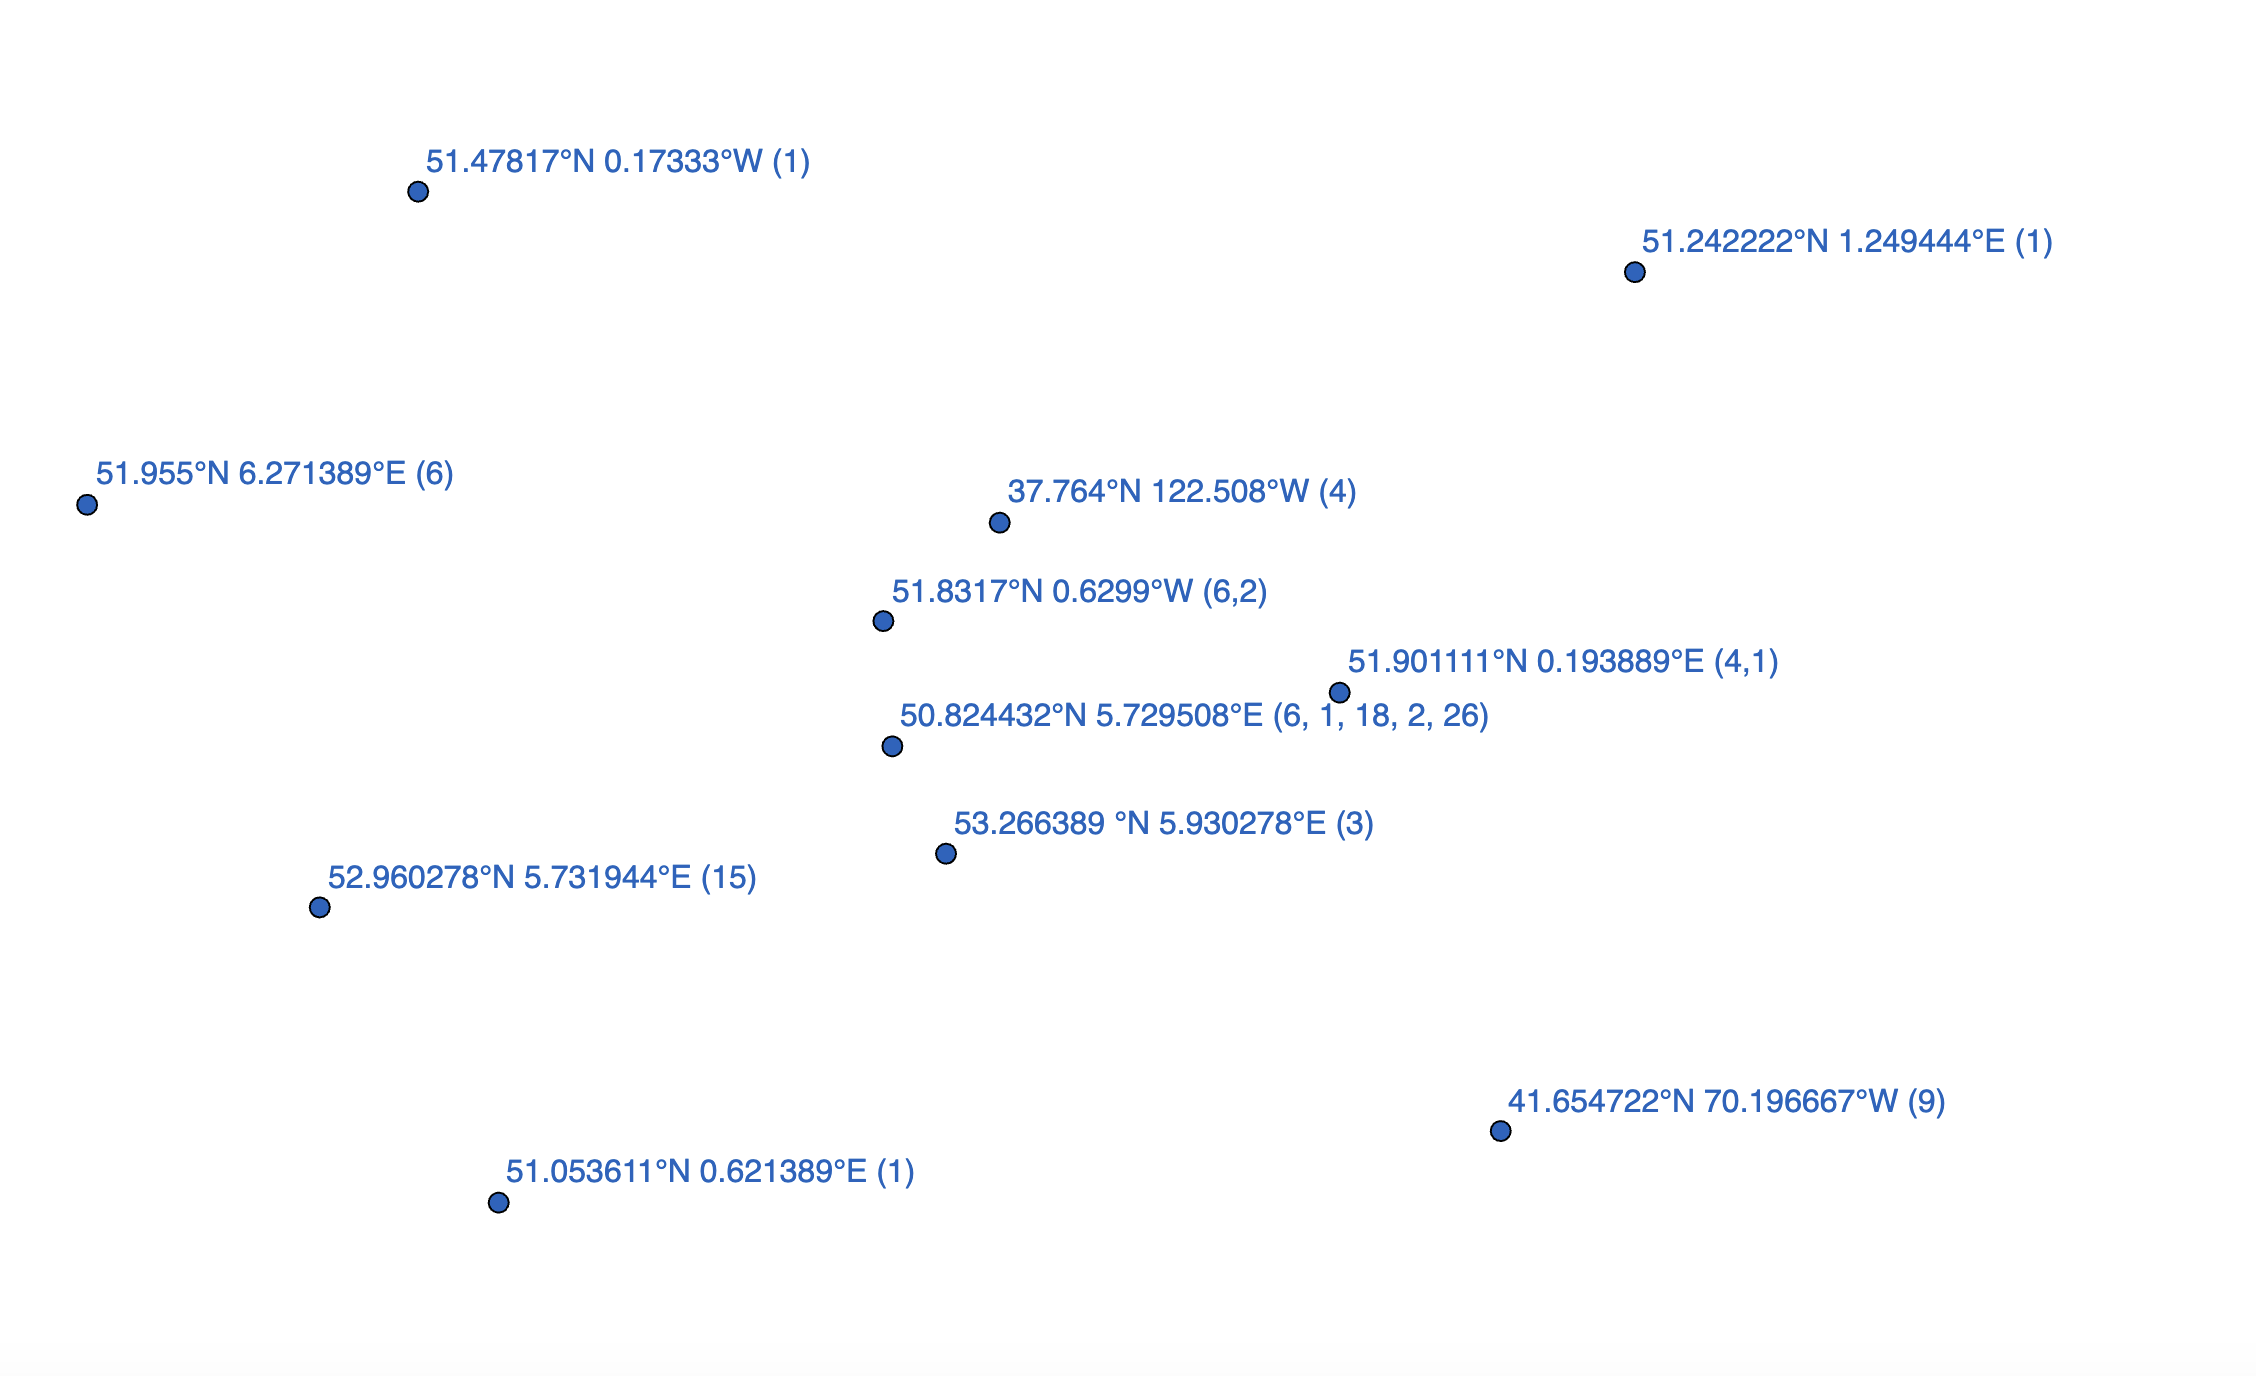 51.47817°N 0.17333°W (1)
51.242222°N 1.249444°E (1)
51.955°N 6.271389°E (6)
37.764°N 122.508°W (4)
51.8317°N 0.6299°W (6,2)
51.901111°N 0.193889°E (4,1)
50.824432°N 5.729508°E (6, 1, 18, 2, 26)
53.266389 °N 5.930278°E (3)
52.960278°N 5.731944°E (15)
41.654722°N 70.196667°W (9)
51.053611°N 0.621389°E (1)